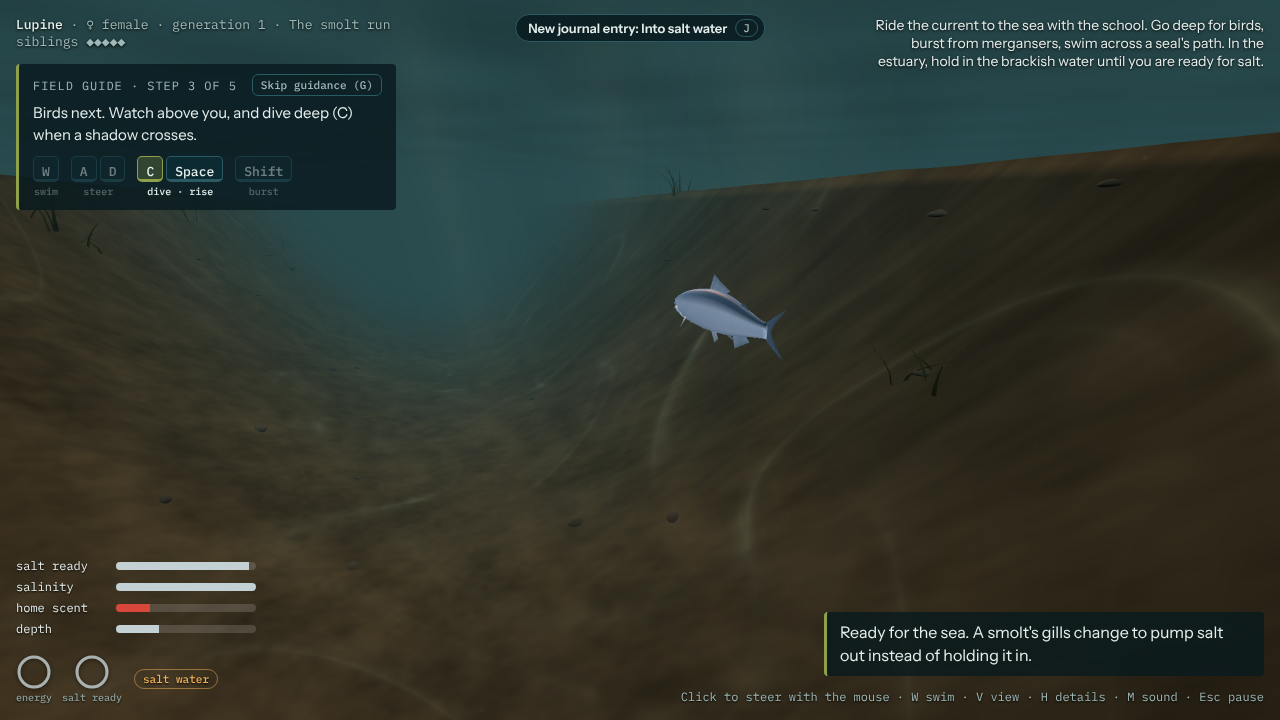 Lupine · ♀ female · generation 1 · The smolt run
siblings ◆◆◆◆◆
New journal entry: Into salt water J
Ride the current to the sea with the school. Go deep for birds,
burst from mergansers, swim across a seal's path. In the
estuary, hold in the brackish water until you are ready for salt.
FIELD GUIDE · STEP 3 OF 5 Skip guidance (G)
Birds next. Watch above you, and dive deep (C)
when a shadow crosses.
W A D C Space Shift
swim steer dive · rise burst
salt ready
salinity
home scent
depth
energy salt ready salt water
Ready for the sea. A smolt's gills change to pump salt
out instead of holding it in.
Click to steer with the mouse · W swim · V view · H details · M sound · Esc pause